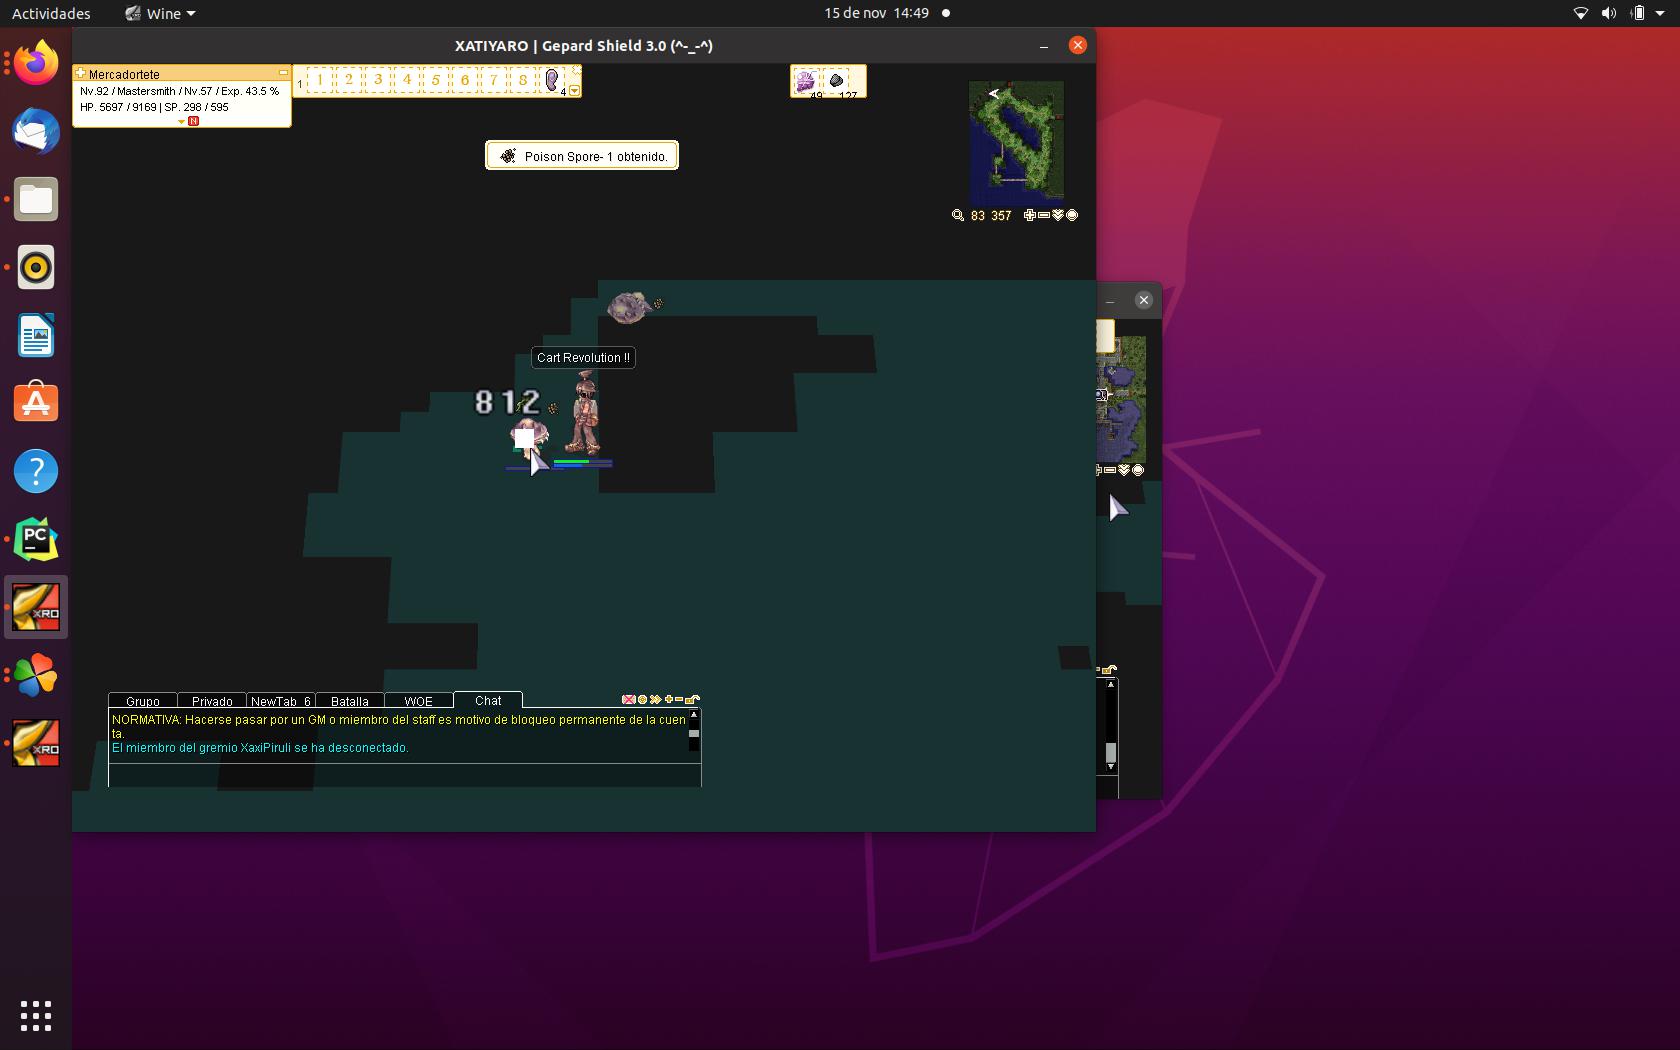 Actividades
Wine
15 de nov 14:49
XATIYARO | Gepard Shield 3.0 (^-_-^)
Mercadortete
Nv.92 / Mastersmith / Nv.57 / Exp. 43.5 %
HP. 5697 / 9169 | SP. 298 / 595
N
1
1 2 3 4 5 6 7 8
4
49 127
Poison Spore- 1 obtenido.
83 357
Cart Revolution !!
812
PC
XRO
XRO
Grupo Privado NewTab 6 Batalla WOE Chat
NORMATIVA: Hacerse pasar por un GM o miembro del staff es motivo de bloqueo permanente de la cuen
ta.
El miembro del gremio XaxiPiruli se ha desconectado.